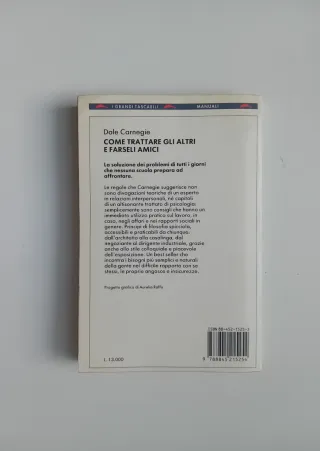 I GRANDI TASCABILI
MANUALI
Dale Carnegie
COME TRATTARE GLI ALTRI
E FARSELI AMICI
La soluzione dei problemi di tutti i giorni
che nessuna scuola prepara ad
affrontare.
Le regole che Carnegie suggerisce non
sono divagazioni teoriche di un esperto
in relazioni interpersonali, né capitoli
di un altisonante trattato di psicologia:
semplicemente sono consigli che hanno un
immediato utilizzo pratico sul lavoro, in
casa, negli affari e nei rapporti sociali in
genere. Principi di filosofia spicciola,
accessibili e praticabili da chiunque,
dall'architetto alla casalinga, dal
negoziante al dirigente industriale, grazie
anche allo stile colloquiale e piacevole
dell'esposizione. Un best seller che
incontra i bisogni più semplici e naturali
della gente nel difficile rapporto con se
stessa, le proprie angosce e insicurezze.
Progetto grafico di
L. 13.000